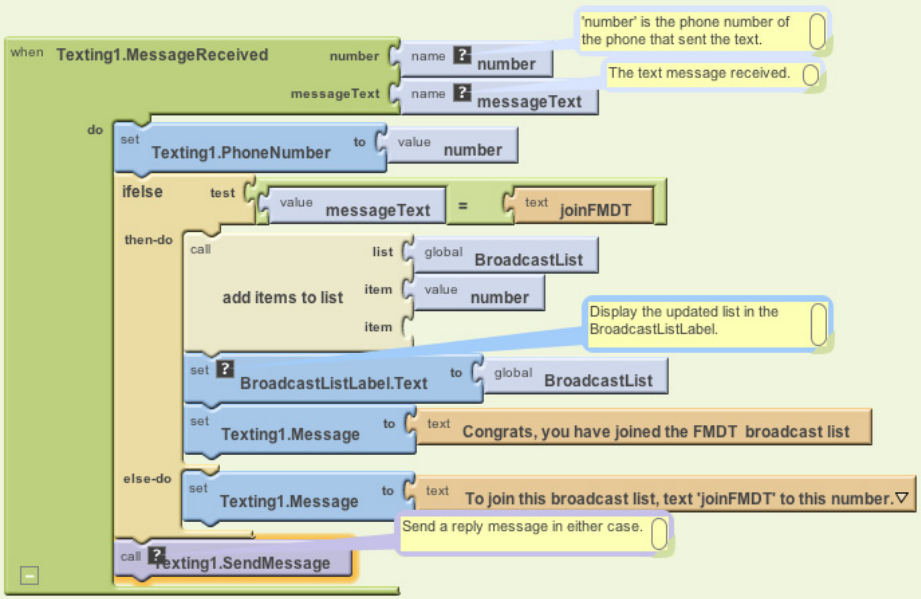 'number' is the phone number of
the phone that sent the text.
when Texting1.MessageReceived number name ? number
The text message received.
messageText name ? messageText
do
set Texting1.PhoneNumber to value number
ifelse test value messageText = text joinFMDT
then-do
call add items to list list global BroadcastList
item value number
item
Display the updated list in the
BroadcastListLabel.
set ? BroadcastListLabel.Text to global BroadcastList
set Texting1.Message to text Congrats, you have joined the FMDT broadcast list
else-do
set Texting1.Message to text To join this broadcast list, text 'joinFMDT' to this number.
Send a reply message in either case.
call ? Texting1.SendMessage